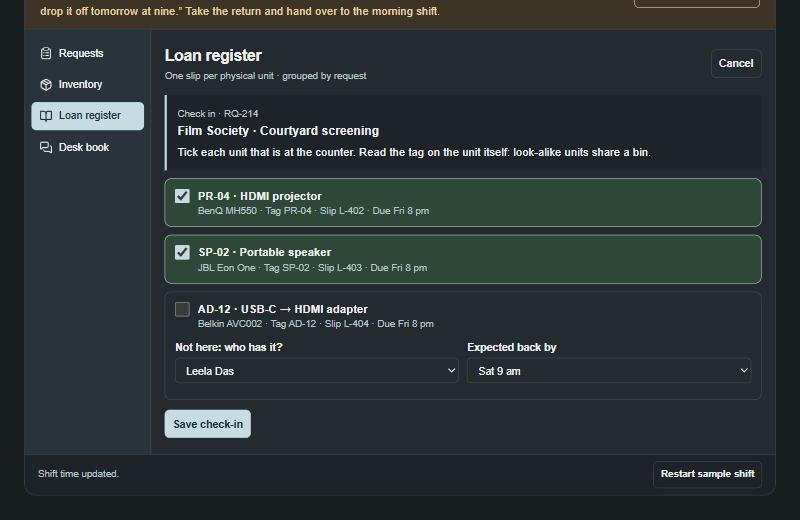 drop it off tomorrow at nine." Take the return and hand over to the morning shift.
Requests
Inventory
Loan register
Desk book
Loan register
One slip per physical unit · grouped by request
Cancel
Check in · RQ-214
Film Society · Courtyard screening
Tick each unit that is at the counter. Read the tag on the unit itself: look-alike units share a bin.
PR-04 · HDMI projector
BenQ MH550 · Tag PR-04 · Slip L-402 · Due Fri 8 pm
SP-02 · Portable speaker
JBL Eon One · Tag SP-02 · Slip L-403 · Due Fri 8 pm
AD-12 · USB-C → HDMI adapter
Belkin AVC002 · Tag AD-12 · Slip L-404 · Due Fri 8 pm
Not here: who has it?
Leela Das
Expected back by
Sat 9 am
Save check-in
Shift time updated.
Restart sample shift